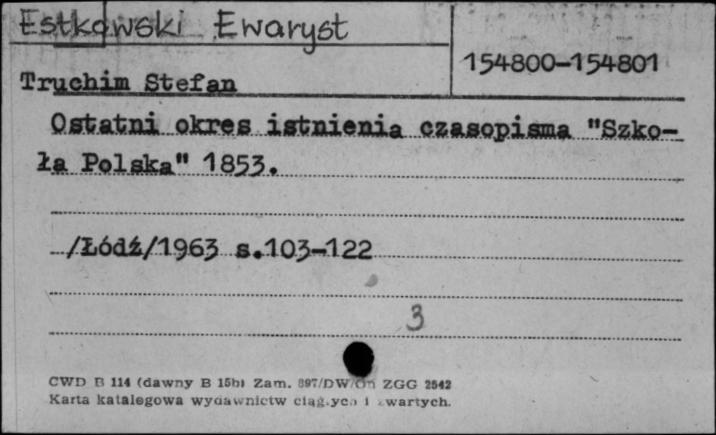 Estkowski Ewaryst
154800-154801
Truchim Stefan
Ostatni okres istnienia czasopisma "Szko-
ła Polska" 1853.
/Łódź/1963 s.103-122
3
CWD B 114 (dawny B 15b) Zam. 897/DW/On ZGG 2542
Karta katalogowa wydawnictw ciągłych i zwartych.